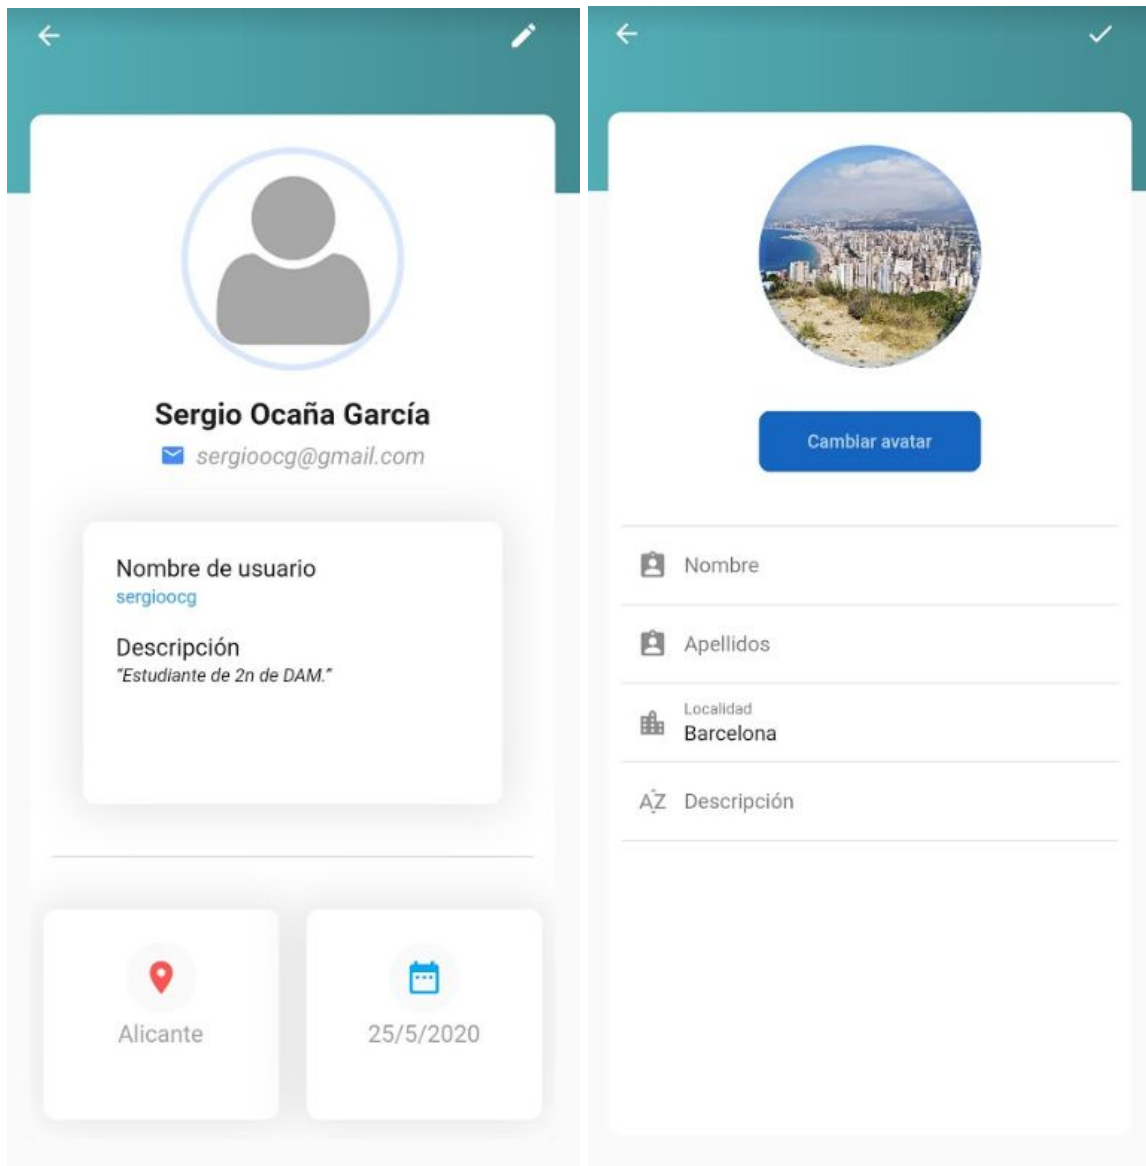 Sergio Ocaña García
sergioocg@gmail.com
Nombre de usuario
sergioocg
Descripción
"Estudiante de 2n de DAM."
Alicante
25/5/2020
Cambiar avatar
Nombre
Apellidos
Localidad
Barcelona
AZ Descripción